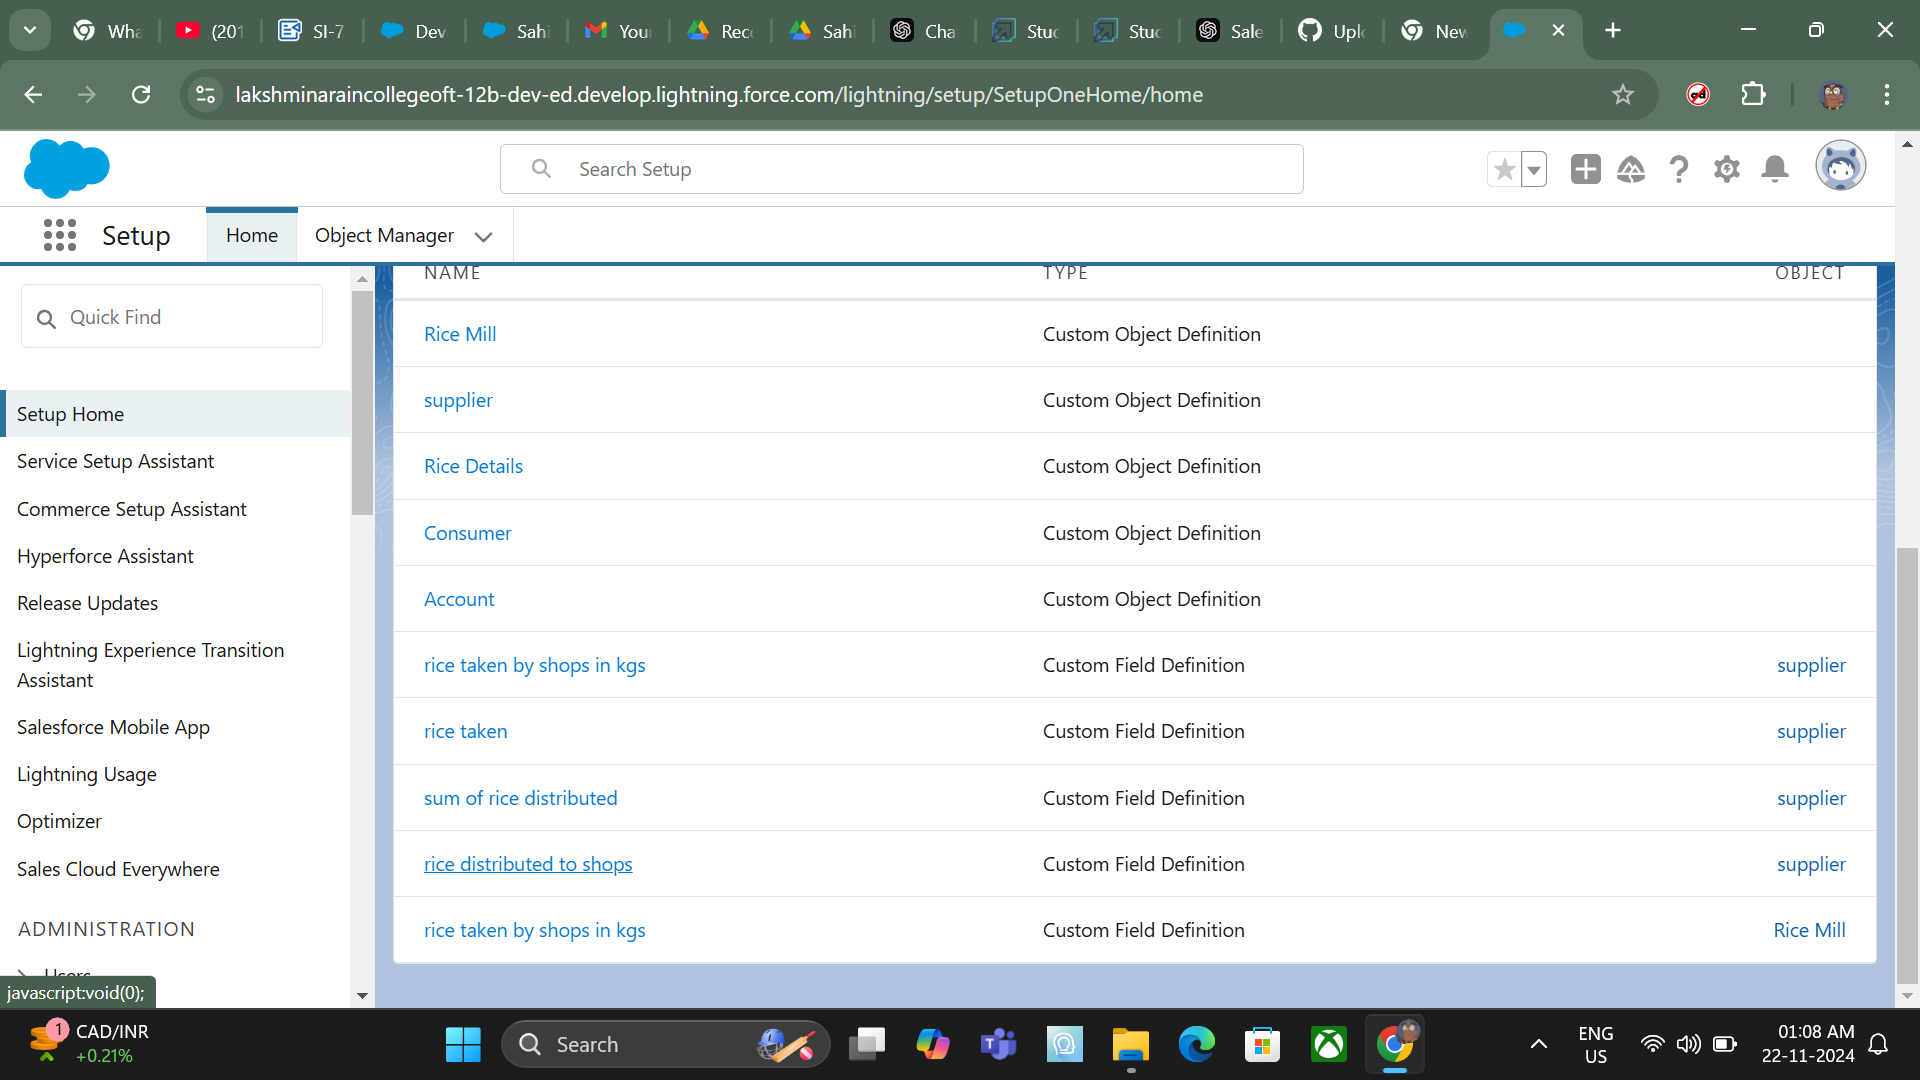 Wha
(201
SI-7
Dev
Sahi
You
Rec
Sahi
Cha
Stud
Stud
Sale
Uplo
New
lakshminaraincollegeoft-12b-dev-ed.develop.lightning.force.com/lightning/setup/SetupOneHome/home
Search Setup
Setup
Home
Object Manager
Quick Find
Setup Home
Service Setup Assistant
Commerce Setup Assistant
Hyperforce Assistant
Release Updates
Lightning Experience Transition
Assistant
Salesforce Mobile App
Lightning Usage
Optimizer
Sales Cloud Everywhere
ADMINISTRATION
Users
javascript:void(0);
NAME TYPE OBJECT
Rice Mill Custom Object Definition
supplier Custom Object Definition
Rice Details Custom Object Definition
Consumer Custom Object Definition
Account Custom Object Definition
rice taken by shops in kgs Custom Field Definition supplier
rice taken Custom Field Definition supplier
sum of rice distributed Custom Field Definition supplier
rice distributed to shops Custom Field Definition supplier
rice taken by shops in kgs Custom Field Definition Rice Mill
1
CAD/INR
+0.21%
Search
ENG
US
01:08 AM
22-11-2024